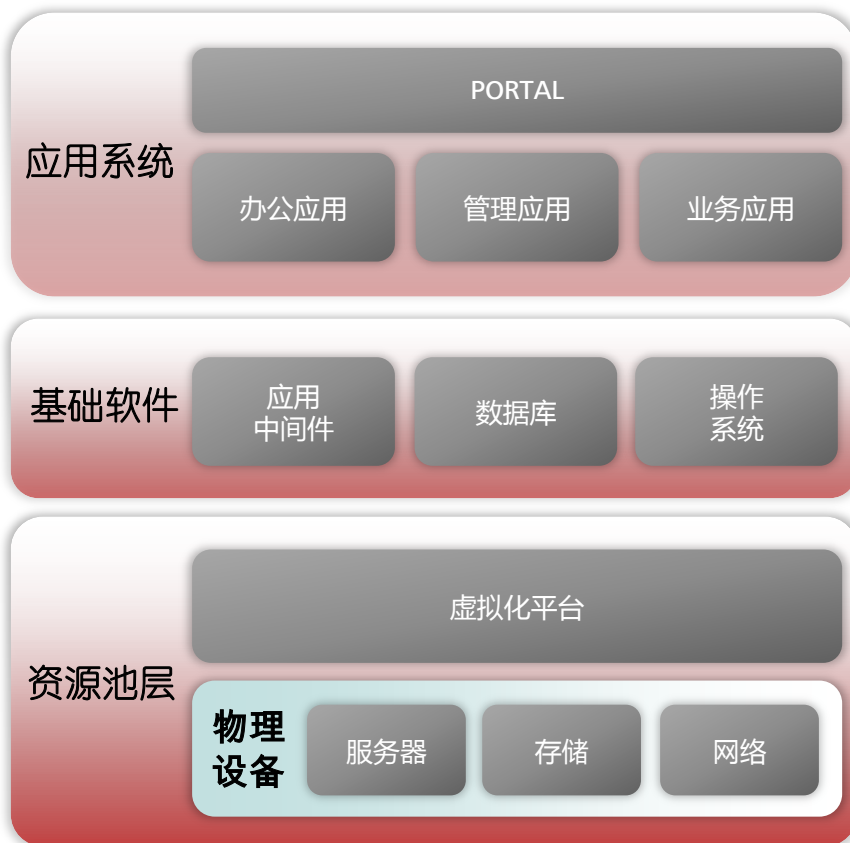 PORTAL
应用系统
办公应用
管理应用
业务应用
基础软件
应用
中间件
数据库
操作
系统
虚拟化平台
资源池层
物理
设备
服务器
存储
网络